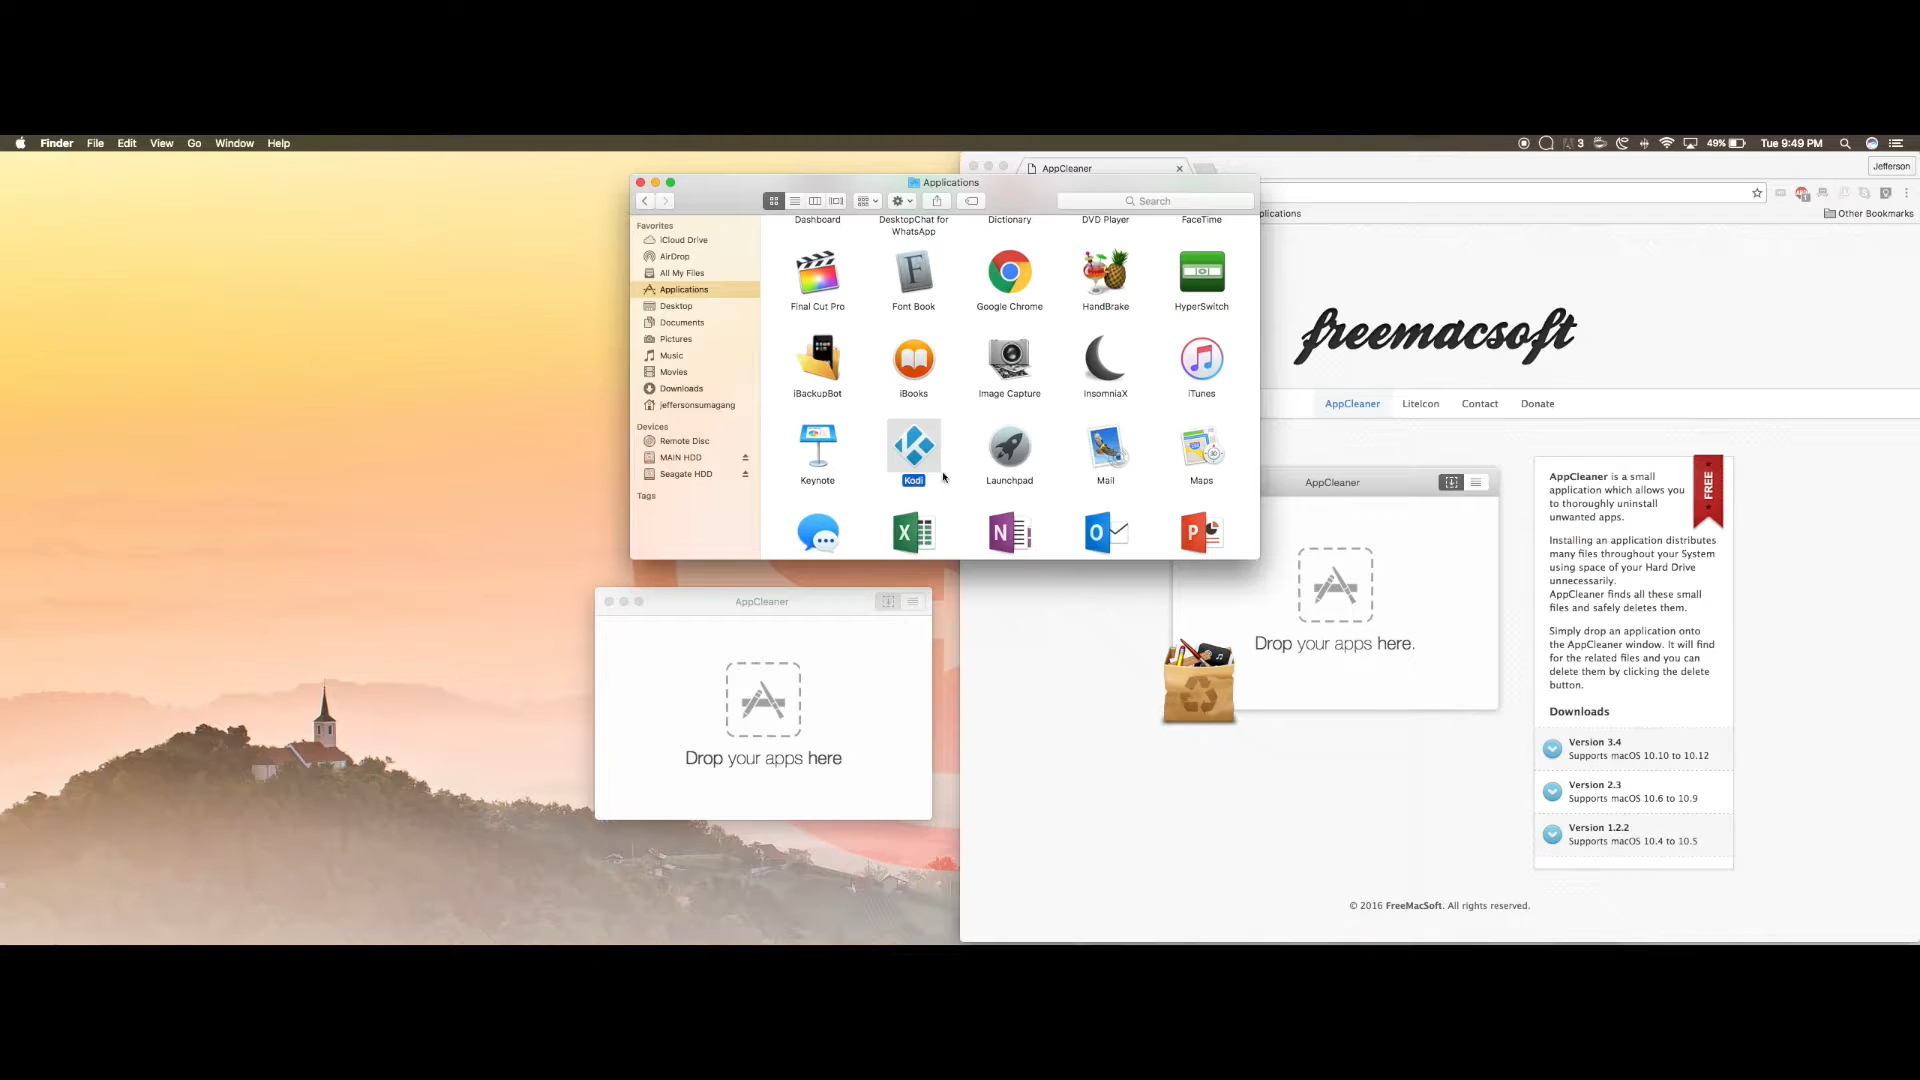 Finder File Edit View Go Window Help
3
49%
Tue 9:49 PM
AppCleaner
Jefferson
Applications
Search
plications
Other Bookmarks
Favorites
iCloud Drive
AirDrop
All My Files
Applications
Desktop
Documents
Pictures
Music
Movies
Downloads
jeffersonsumagang
Devices
Remote Disc
MAIN HDD
Seagate HDD
Tags
Dashboard
DesktopChat for
WhatsApp
Dictionary
DVD Player
FaceTime
Final Cut Pro
Font Book
Google Chrome
HandBrake
HyperSwitch
iBackupBot
iBooks
Image Capture
InsomniaX
iTunes
Keynote
Kodi
Launchpad
Mail
Maps
AppCleaner
Drop your apps here
freemacsoft
AppCleaner LiteIcon Contact Donate
AppCleaner
Drop your apps here.
FREE
AppCleaner is a small
application which allows you
to thoroughly uninstall
unwanted apps.
Installing an application distributes
many files throughout your System
using space of your Hard Drive
unnecessarily.
AppCleaner finds all these small
files and safely deletes them.
Simply drop an application onto
the AppCleaner window. It will find
for the related files and you can
delete them by clicking the delete
button.
Downloads
Version 3.4
Supports macOS 10.10 to 10.12
Version 2.3
Supports macOS 10.6 to 10.9
Version 1.2.2
Supports macOS 10.4 to 10.5
© 2016 FreeMacSoft. All rights reserved.